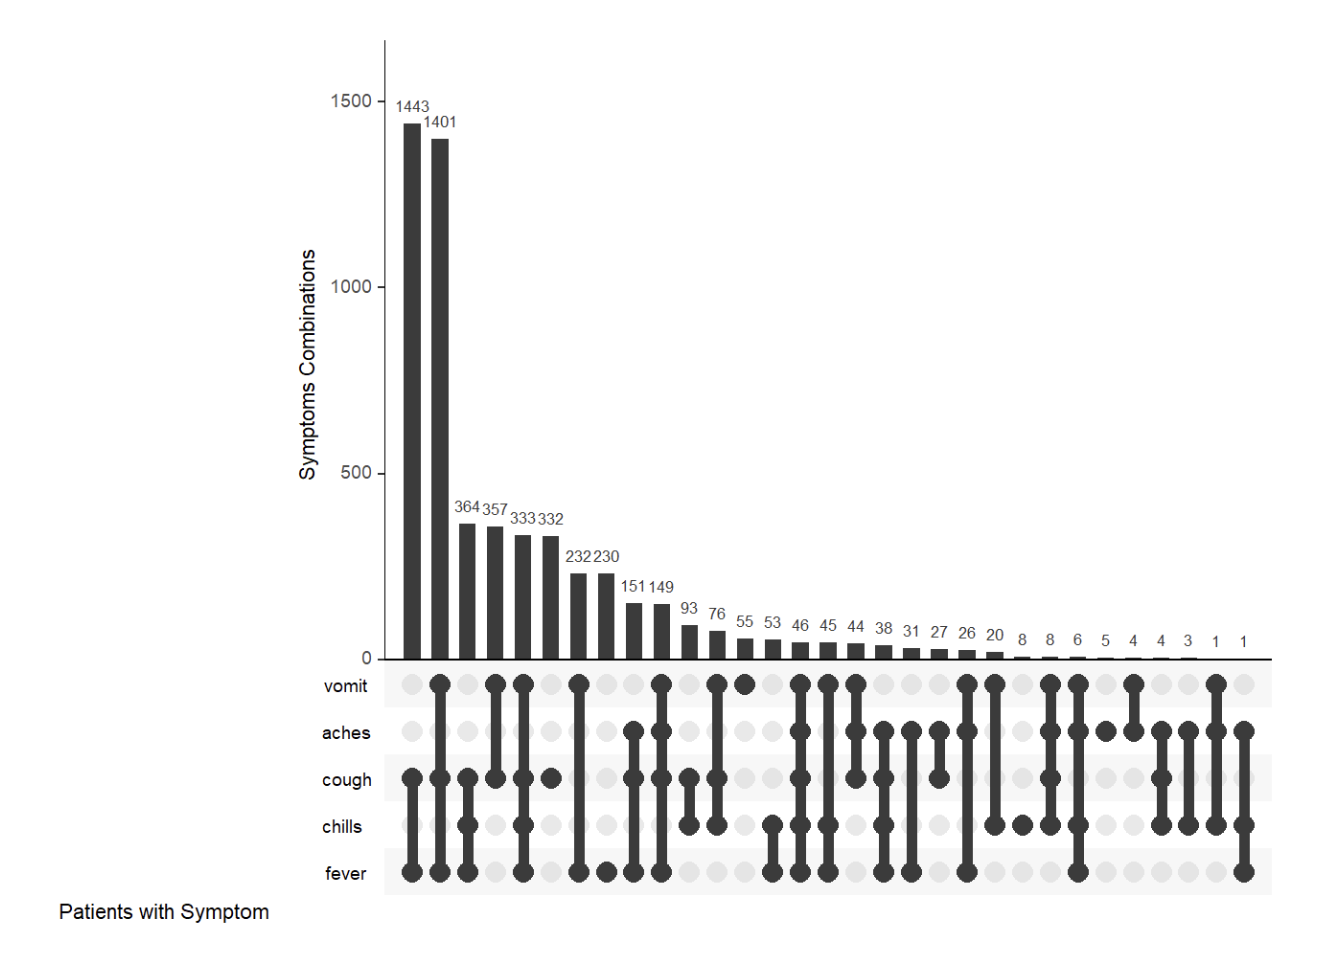 1500
1443
1401
1000
Symptoms Combinations
500
364 357 333 332
232 230
151 149
93 76 55 53 46 45 44 38 31 27 26 20 8 8 6 5 4 4 3 1 1
0
vomit
aches
cough
chills
fever
Patients with Symptom